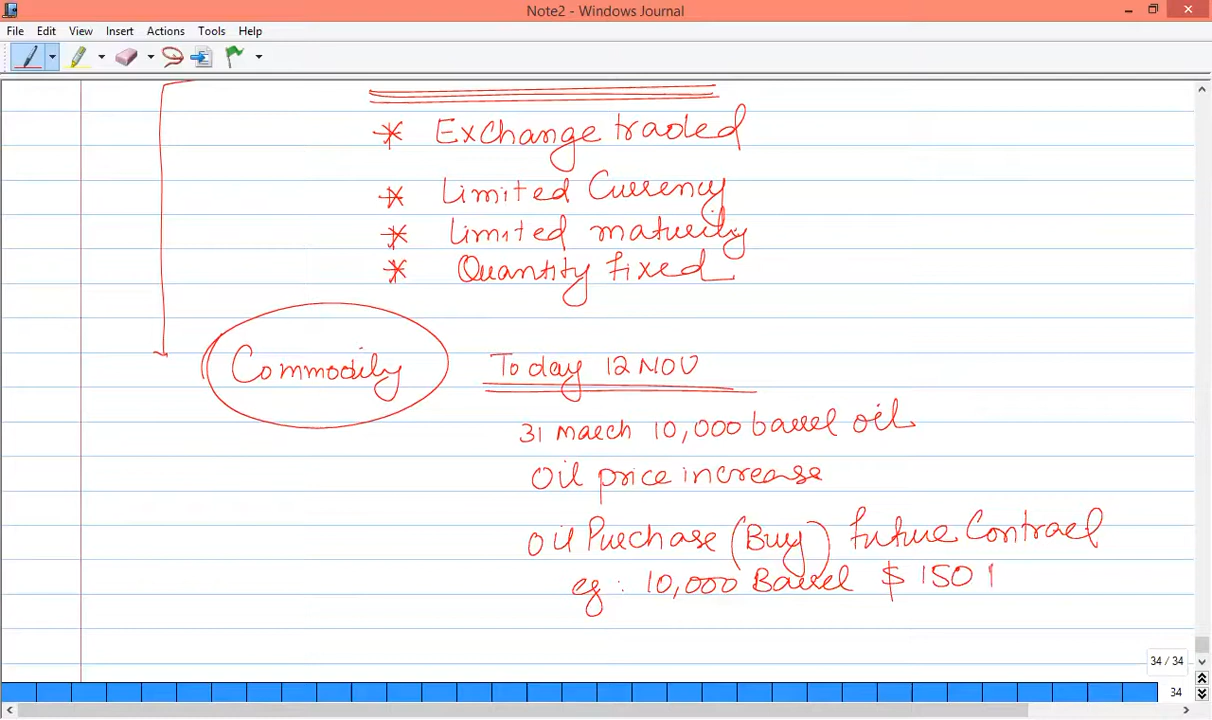 Note2 - Windows Journal
File Edit View Insert Actions Tools Help
* Exchange traded
* Limited Currency
* Limited maturity
* Quantity fixed
Commodity Today 12 NOV
31 march 10,000 barrel oil
Oil price increase
Oil Purchase (Buy) future Contract
eg: 10,000 Barrel $ 150 1
34 / 34
34